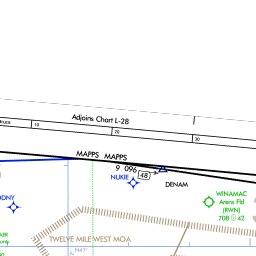 Adjoins Chart L-28
10
20
30
MAPPS MAPPS
9 096
48
NUKIE
DENAM
WINAMAC
Arens Fld
(RWN)
708 42
TWELVE MILE WEST MOA
N41°